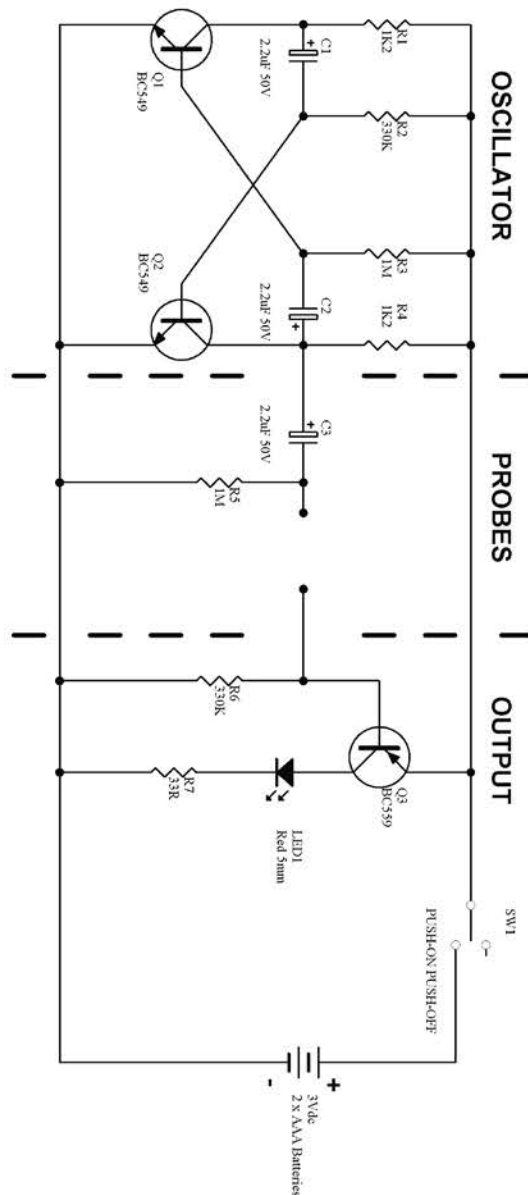 OSCILLATOR
PROBES
OUTPUT
R1
1K2
R2
330K
R3
1M
R4
1K2
C1
2.2uF 50V
+
C2
2.2uF 50V
+
C3
2.2uF 50V
+
Q1
BC549
Q2
BC549
R5
1M
R6
330K
Q3
BC559
R7
33R
LED1
Red 5mm
SW1
PUSH-ON PUSH-OFF
+
-
3Vdc
2 x AAA Batteries